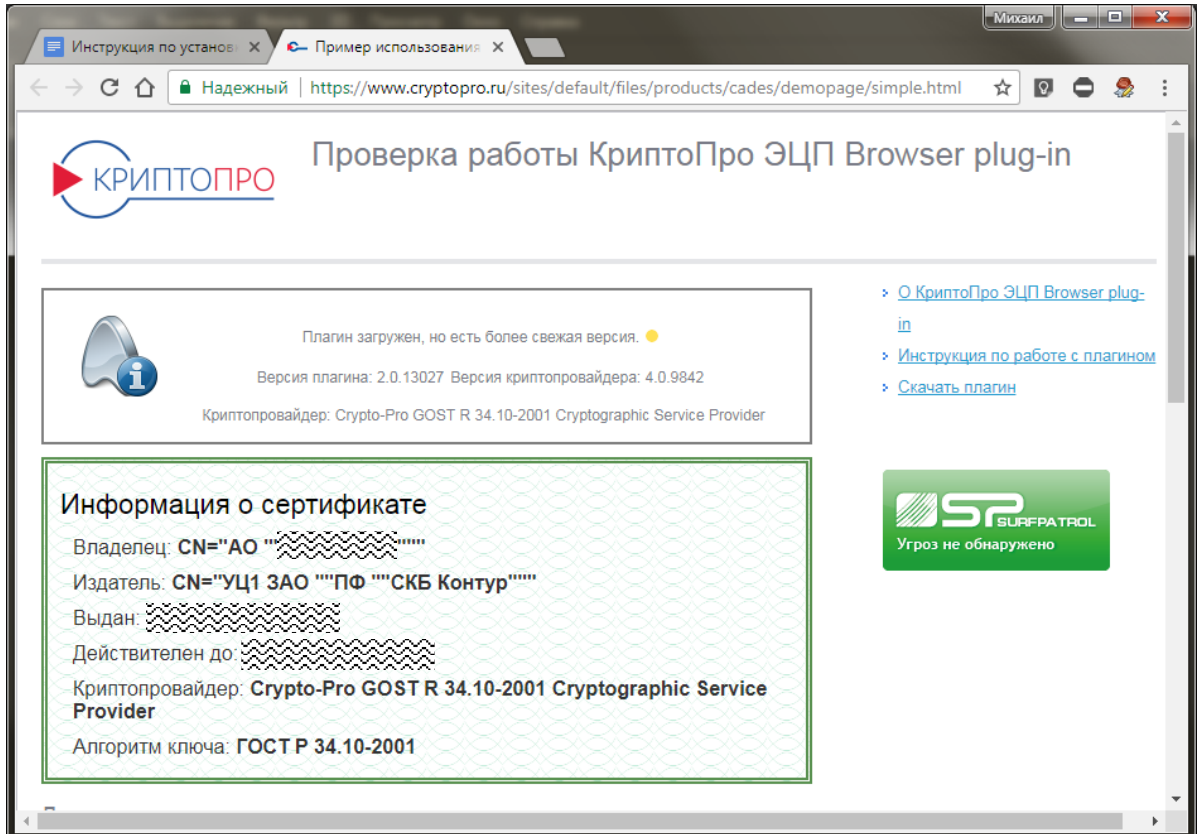 Михаил
Инструкция по установ
Пример использования
Надежный
https://www.cryptopro.ru/sites/default/files/products/cades/demopage/simple.html
КРИПТОПРО
Проверка работы КриптоПро ЭЦП Browser plug-in
Плагин загружен, но есть более свежая версия.
Версия плагина: 2.0.13027 Версия криптопровайдера: 4.0.9842
Криптопровайдер: Crypto-Pro GOST R 34.10-2001 Cryptographic Service Provider
О КриптоПро ЭЦП Browser plug-
in
Инструкция по работе с плагином
Скачать плагин
SP SURFPATROL
Угроз не обнаружено
Информация о сертификате
Владелец: CN="АО "" """
Издатель: CN="УЦ1 ЗАО ""ПФ ""СКБ Контур"""
Выдан:
Действителен до:
Криптопровайдер: Crypto-Pro GOST R 34.10-2001 Cryptographic Service
Provider
Алгоритм ключа: ГОСТ Р 34.10-2001